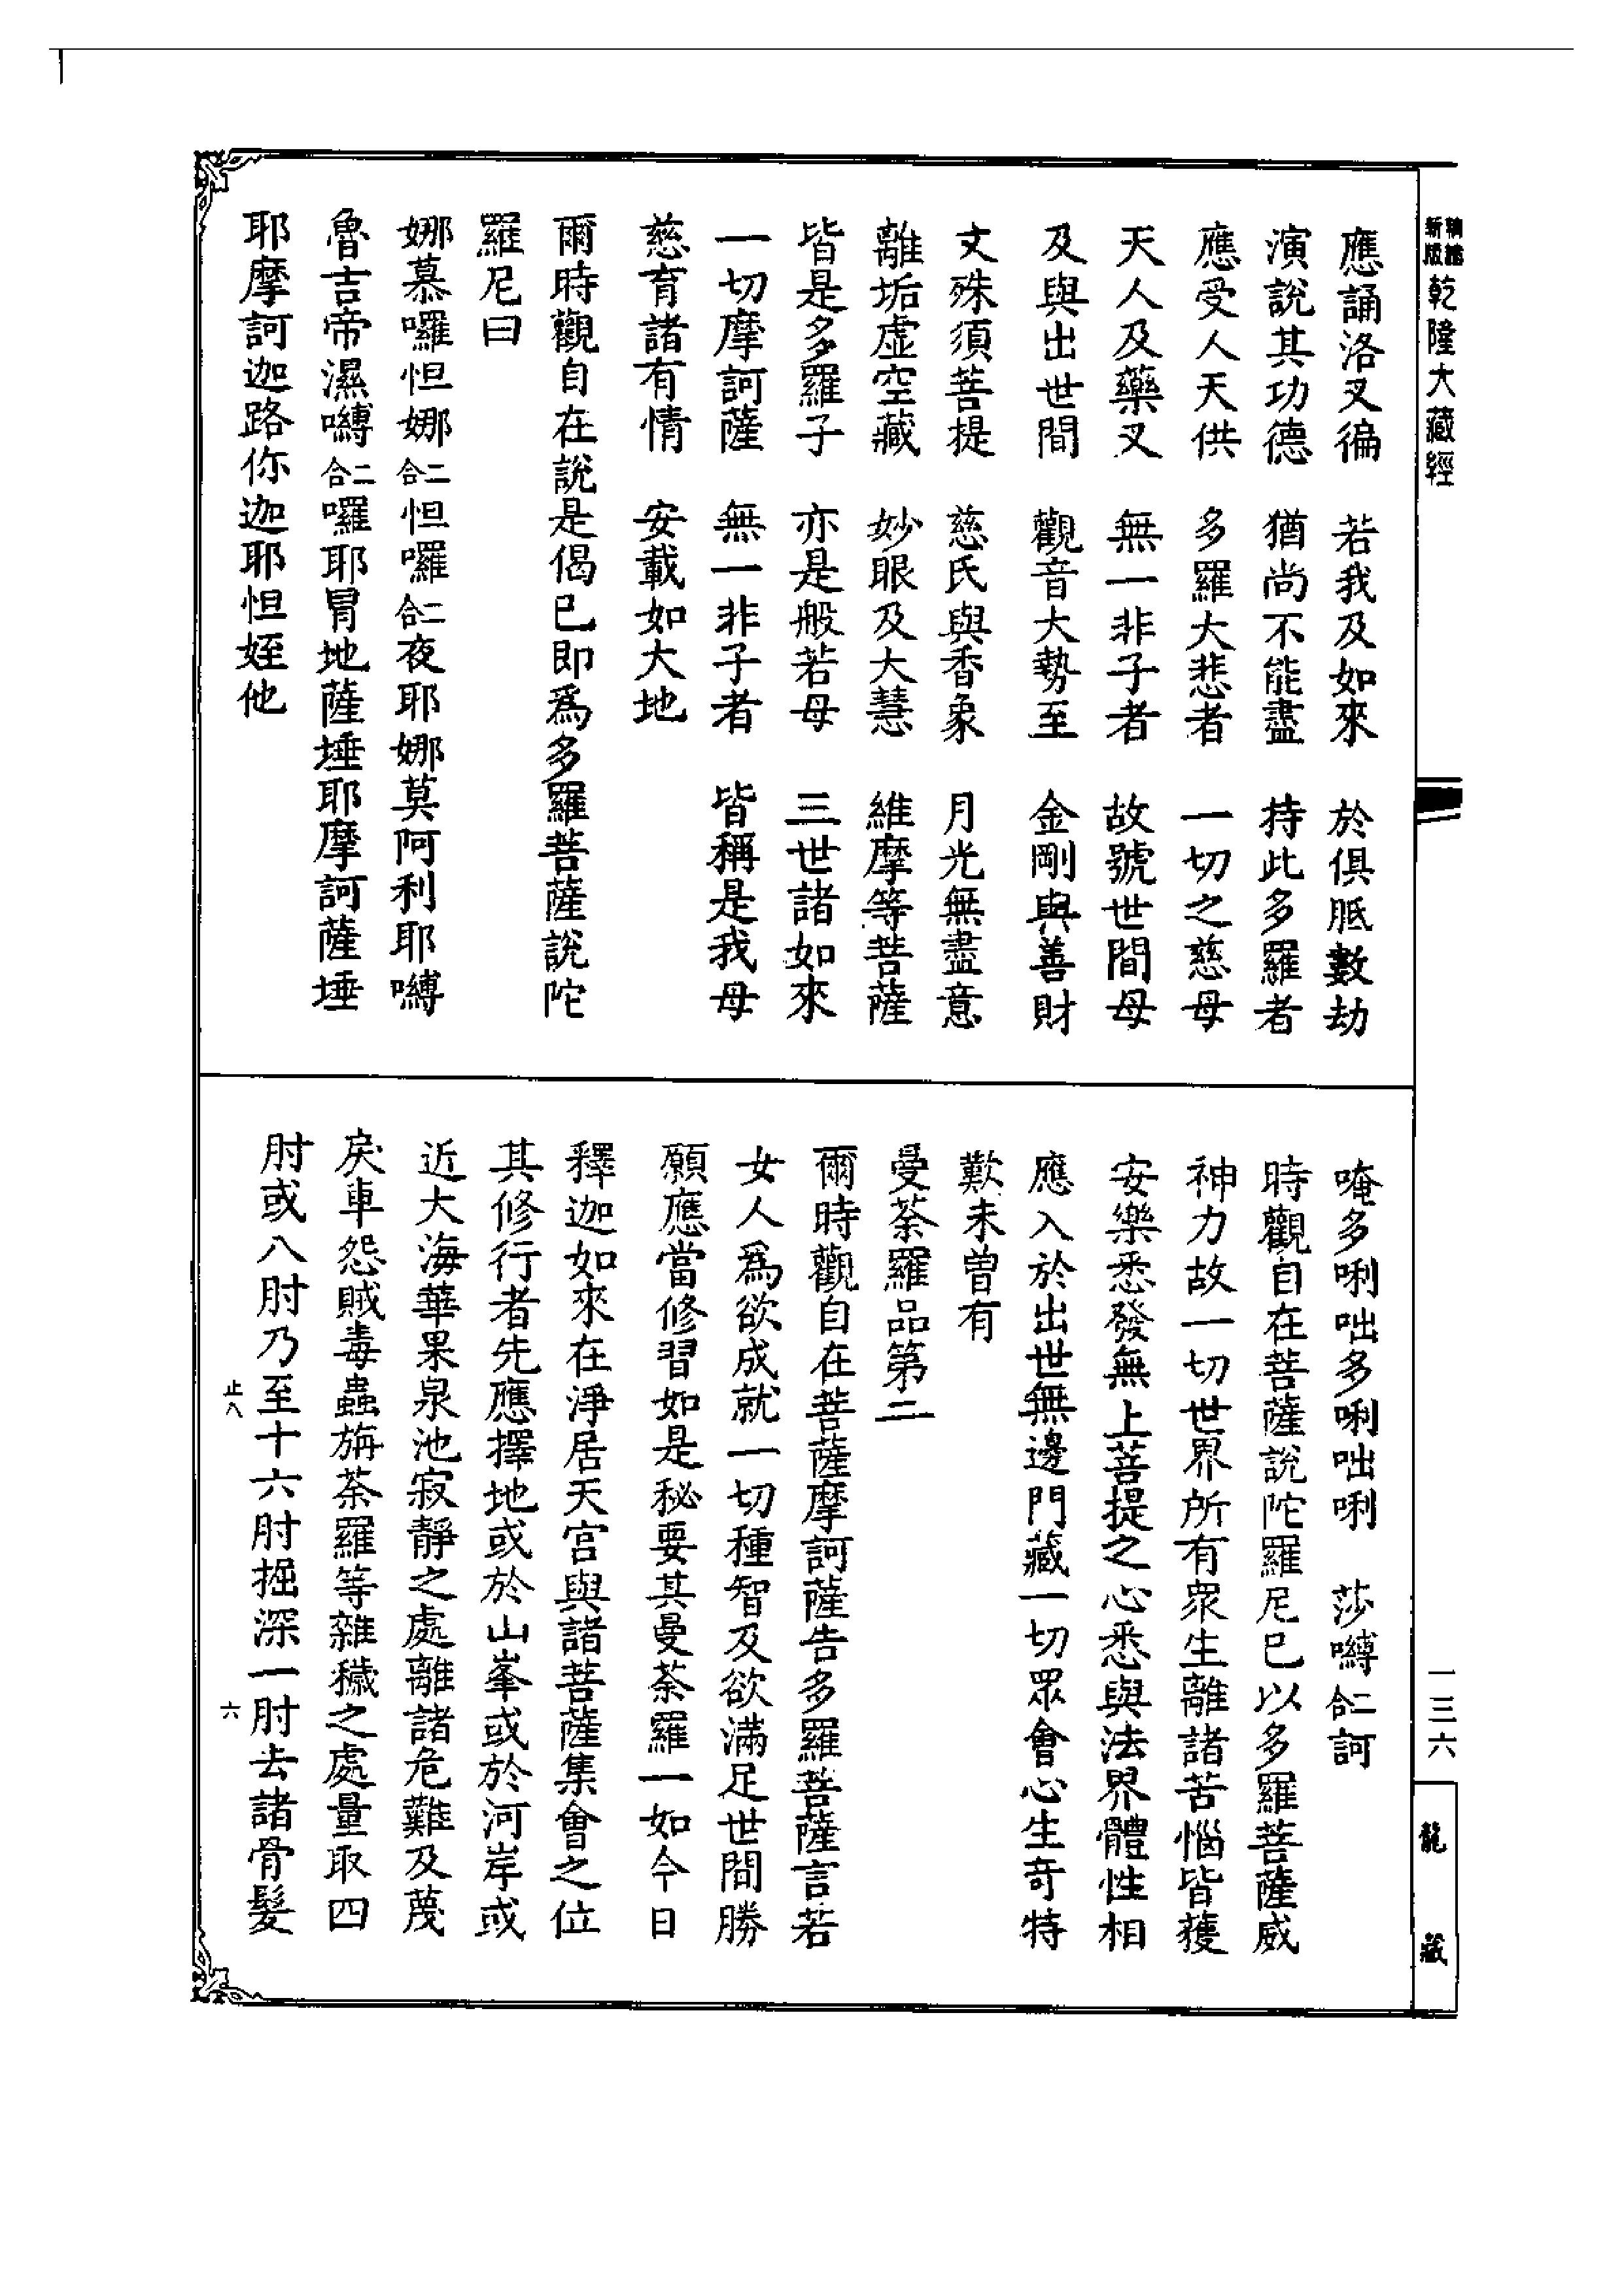 新版
乾隆大藏經
應誦洛叉徧　若我及如來　於俱胝數劫
演說其功德　猶尚不能盡　持此多羅者
應受人天供　多羅大悲者　一切之慈母
天人及藥叉　無一非子者　故號世間母
及與出世間　觀音大勢至　金剛與善財
文殊須菩提　慈氏與香象　月光無盡意
離垢虛空藏　妙眼及大慧　維摩等菩薩
皆是多羅子　亦是般若母　三世諸如來
一切摩訶薩　無一非子者　皆稱是我母
慈育諸有情　安載如大地
爾時觀自在說是偈已即為多羅菩薩說陀
羅尼曰
娜慕囉怛娜二合怛囉二合夜耶娜莫阿利耶嚩
魯吉帝濕嚩二合囉耶冐地薩埵耶摩訶薩埵
耶摩訶迦路你迦耶怛姪他
唵多唎咄多唎咄唎　莎嚩二合訶
時觀自在菩薩說陀羅尼已以多羅菩薩威
神力故一切世界所有眾生離諸苦惱皆獲
安樂悉發無上菩提之心悉與法界體性相
應入於出世無邊門藏一切眾會心生奇特
歎未曾有
曼荼羅品第二
爾時觀自在菩薩摩訶薩告多羅菩薩言若
女人為欲成就一切種智及欲滿足世間勝
願應當修習如是秘要其曼荼羅一如今日
釋迦如來在淨居天宮與諸菩薩集會之位
其修行者先應擇地或於山峯或於河岸或
近大海華果泉池寂靜之處離諸危難及蔑
戾車怨賊毒蟲旃荼羅等雜穢之處量取四
肘或八肘乃至十六肘掘深一肘去諸骨髮
止八
六
一三六
龍藏